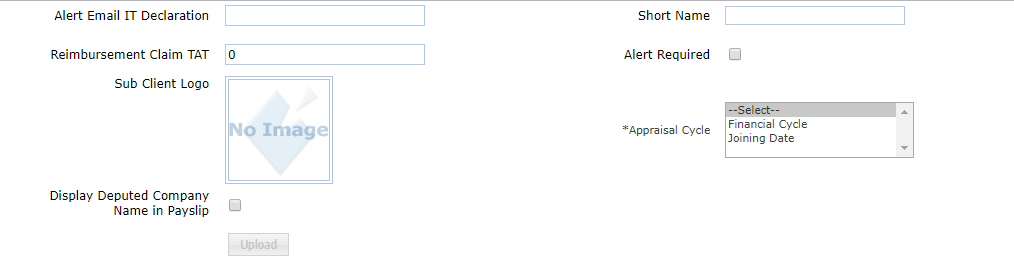 Alert Email IT Declaration
Short Name
Reimbursement Claim TAT
0
Alert Required
Sub Client Logo
No Image
*Appraisal Cycle
--Select--
Financial Cycle
Joining Date
Display Deputed Company
Name in Payslip
Upload